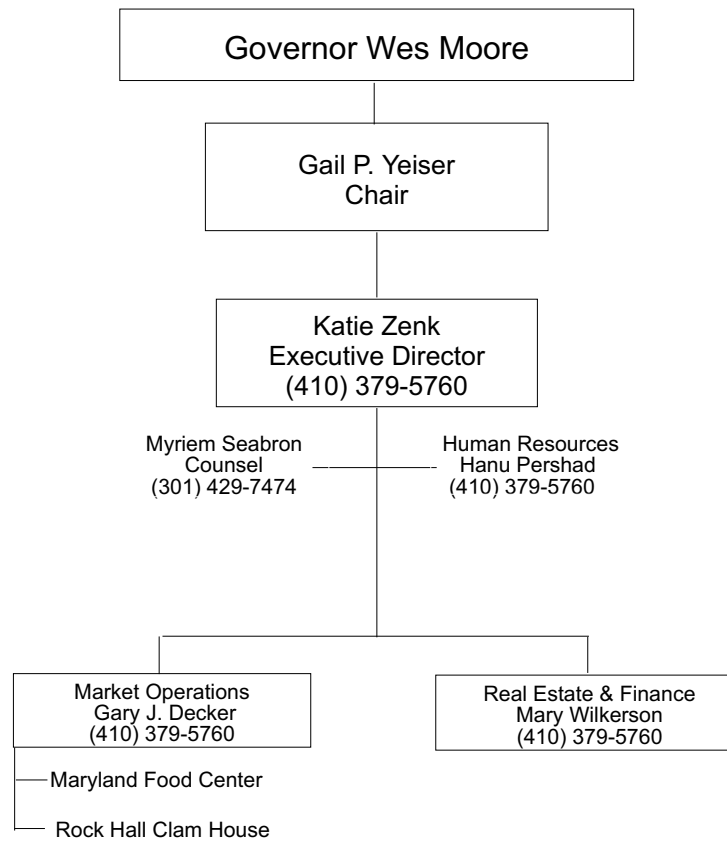 Governor Wes Moore
Gail P. Yeiser
Chair
Katie Zenk
Executive Director
(410) 379-5760
Myriem Seabron
Counsel
(301) 429-7474
Human Resources
Hanu Pershad
(410) 379-5760
Market Operations
Gary J. Decker
(410) 379-5760
Real Estate & Finance
Mary Wilkerson
(410) 379-5760
Maryland Food Center
Rock Hall Clam House